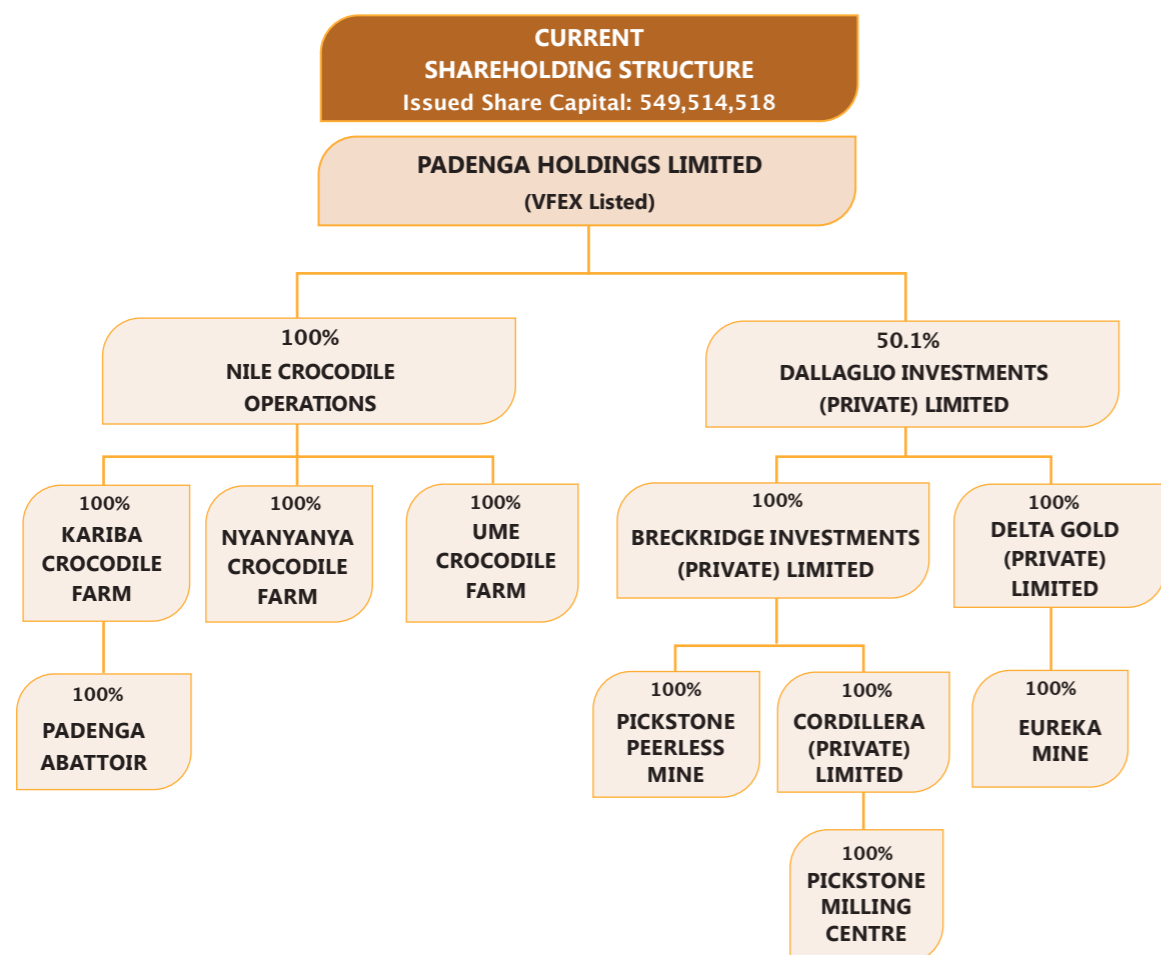 CURRENT
SHAREHOLDING STRUCTURE
Issued Share Capital: 549,514,518
PADENGA HOLDINGS LIMITED
(VFEX Listed)
100%
NILE CROCODILE
OPERATIONS
50.1%
DALLAGLIO INVESTMENTS
(PRIVATE) LIMITED
100%
KARIBA
CROCODILE
FARM
100%
NYANYANYA
CROCODILE
FARM
100%
UME
CROCODILE
FARM
100%
BRECKRIDGE INVESTMENTS
(PRIVATE) LIMITED
100%
DELTA GOLD
(PRIVATE)
LIMITED
100%
PADENGA
ABATTOIR
100%
PICKSTONE
PEERLESS
MINE
100%
CORDILLERA
(PRIVATE)
LIMITED
100%
EUREKA
MINE
100%
PICKSTONE
MILLING
CENTRE